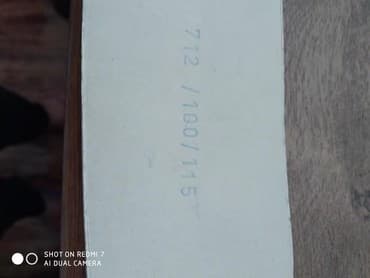 712 /100/115
SHOT ON REDMI 7
AI DUAL CAMERA